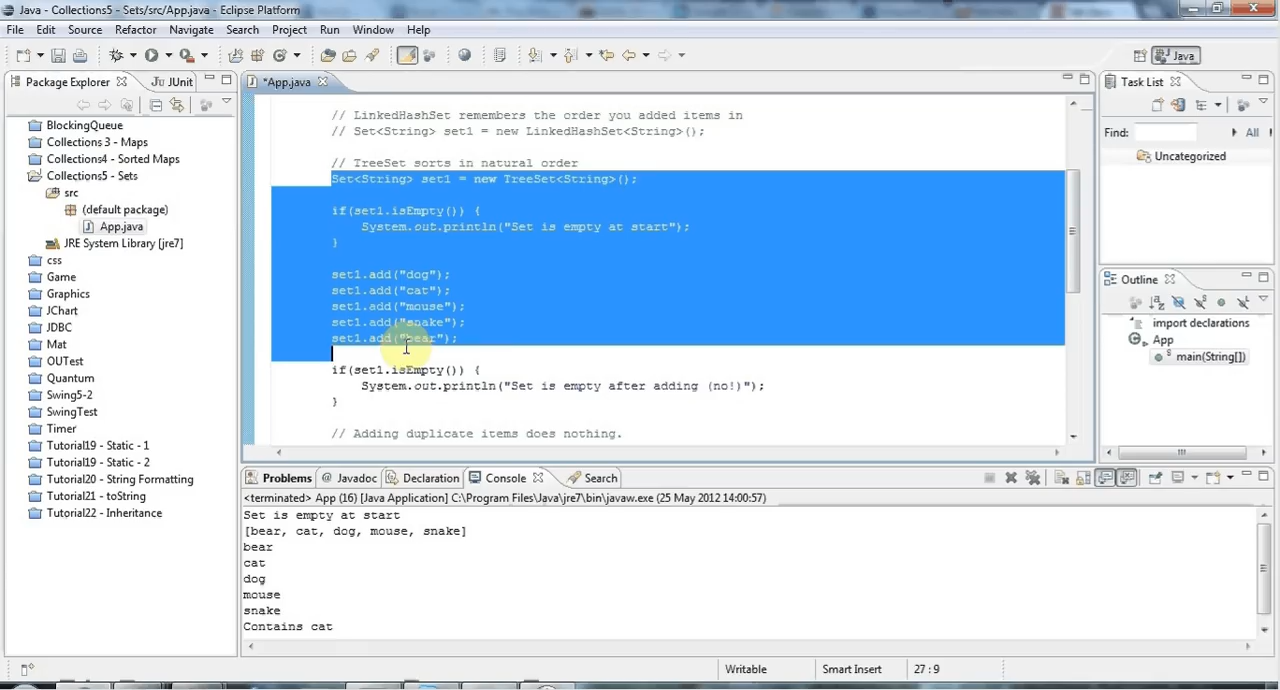 Java - Collections5 - Sets/src/App.java - Eclipse Platform
File Edit Source Refactor Navigate Search Project Run Window Help
Java
Package Explorer
JUnit
BlockingQueue
Collections 3 - Maps
Collections4 - Sorted Maps
Collections5 - Sets
src
(default package)
App.java
JRE System Library [jre7]
css
Game
Graphics
JChart
JDBC
Mat
OUTest
Quantum
Swing5-2
SwingTest
Timer
Tutorial19 - Static - 1
Tutorial19 - Static - 2
Tutorial20 - String Formatting
Tutorial21 - toString
Tutorial22 - Inheritance
*App.java
// LinkedHashSet remembers the order you added items in
// Set<String> set1 = new LinkedHashSet<String>();
// TreeSet sorts in natural order
Set<String> set1 = new TreeSet<String>();
if(set1.isEmpty()) {
System.out.println("Set is empty at start");
}
set1.add("dog");
set1.add("cat");
set1.add("mouse");
set1.add("snake");
set1.add("bear");
if(set1.isEmpty()) {
System.out.println("Set is empty after adding (no!)");
}
// Adding duplicate items does nothing.
Task List
Find:
All
Uncategorized
Outline
import declarations
App
main(String[])
Problems
@ Javadoc
Declaration
Console
Search
<terminated> App (16) [Java Application] C:\Program Files\Java\jre7\bin\javaw.exe (25 May 2012 14:00:57)
Set is empty at start
[bear, cat, dog, mouse, snake]
bear
cat
dog
mouse
snake
Contains cat
Writable
Smart Insert
27 : 9